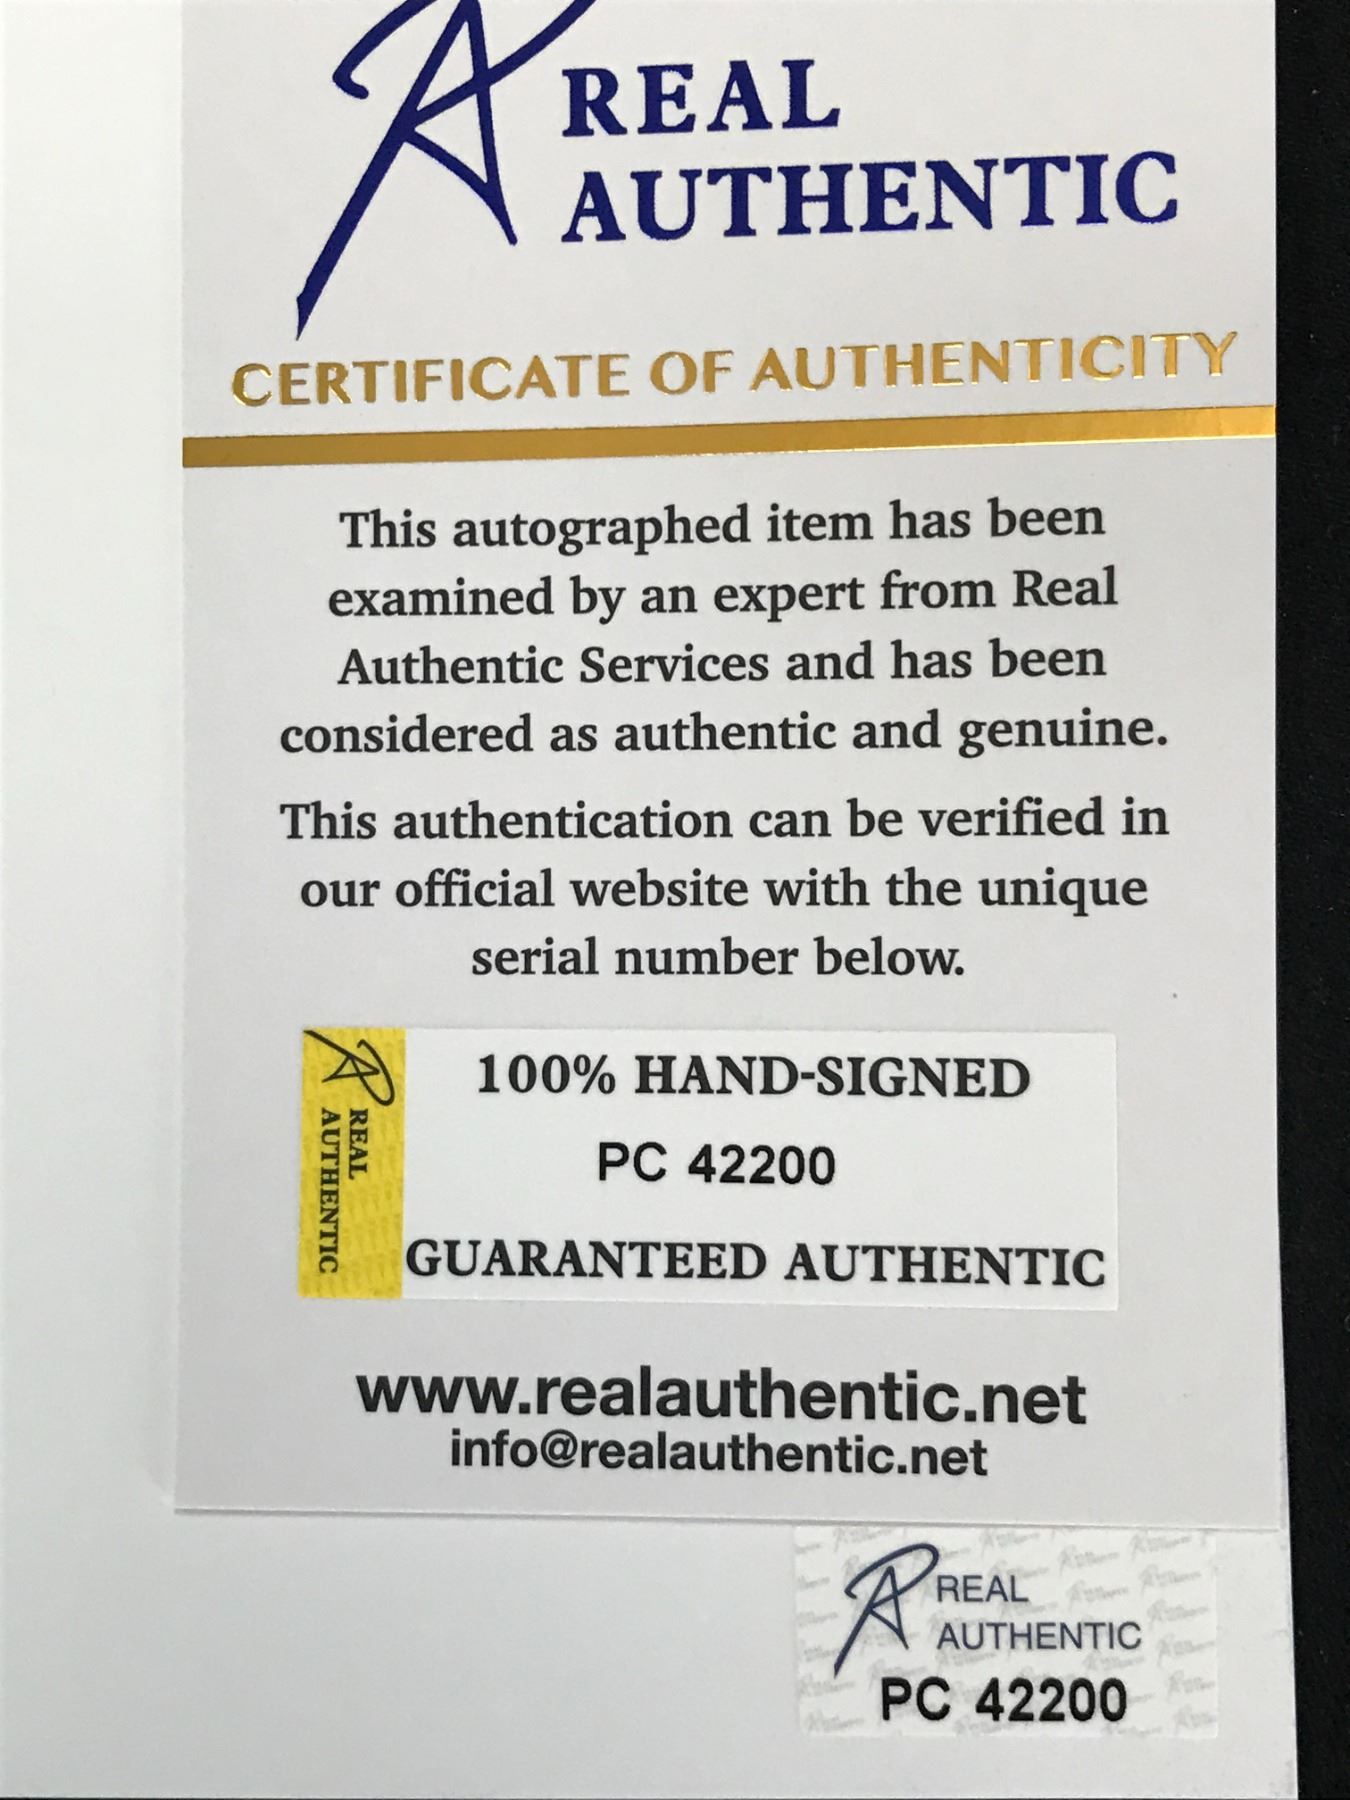 REAL
AUTHENTIC
CERTIFICATE OF AUTHENTICITY
This autographed item has been
examined by an expert from Real
Authentic Services and has been
considered as authentic and genuine.
This authentication can be verified in
our official website with the unique
serial number below.
REAL
AUTHENTIC
100% HAND-SIGNED
PC 42200
GUARANTEED AUTHENTIC
www.realauthentic.net
info@realauthentic.net
REAL
AUTHENTIC
PC 42200